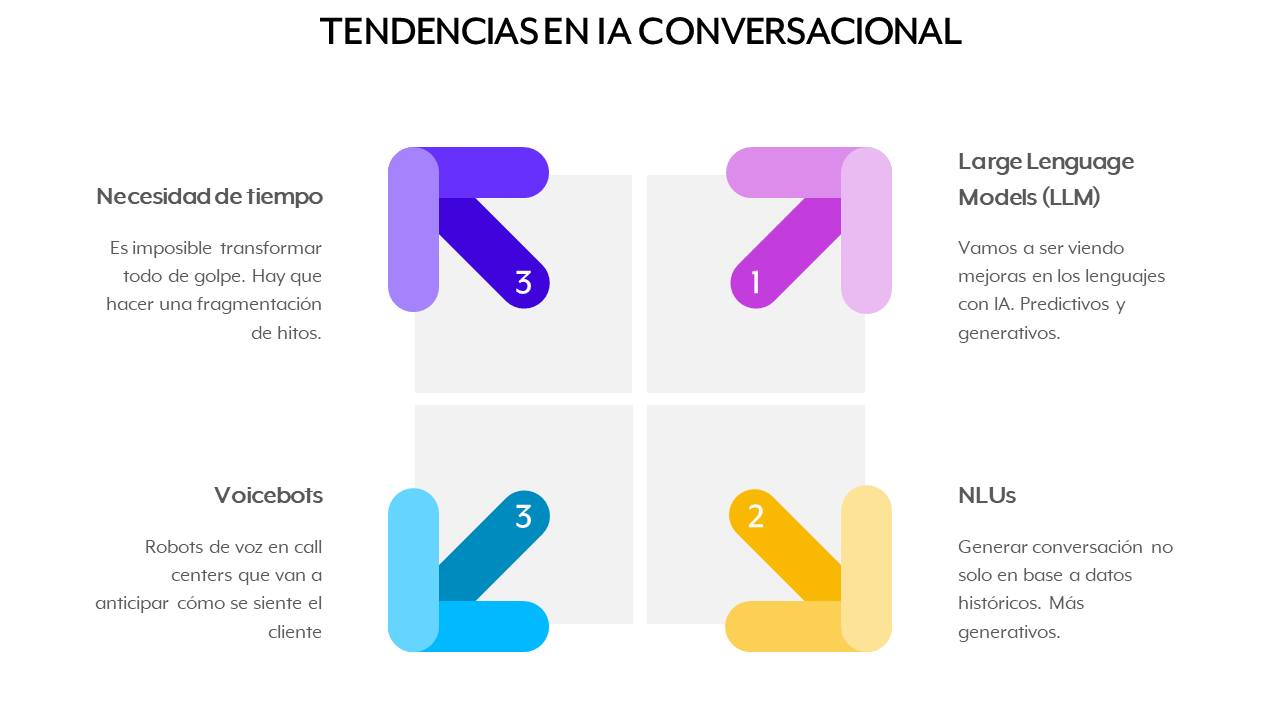 TENDENCIAS EN IA CONVERSACIONAL
Necesidad de tiempo
Es imposible transformar
todo de golpe. Hay que
hacer una fragmentación
de hitos.
3
1
Large Lenguage
Models (LLM)
Vamos a ser viendo
mejoras en los lenguajes
con IA. Predictivos y
generativos.
Voicebots
Robots de voz en call
centers que van a
anticipar cómo se siente el
cliente
3
2
NLUs
Generar conversación no
solo en base a datos
históricos. Más
generativos.